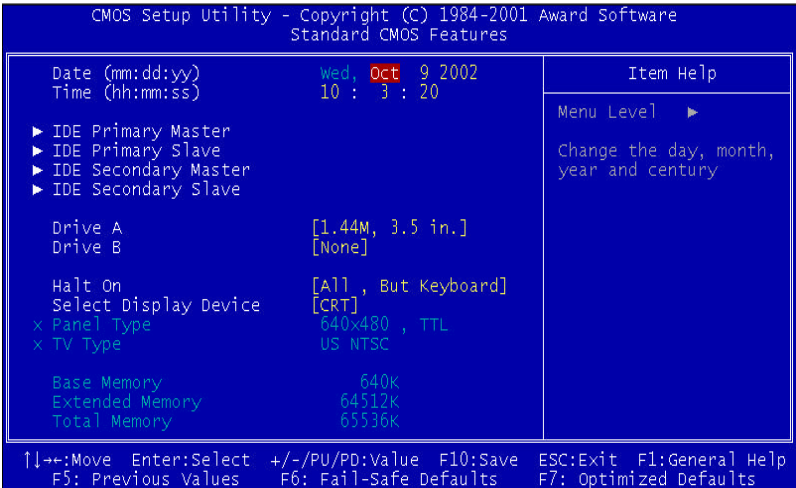 CMOS Setup Utility - Copyright (C) 1984-2001 Award Software
Standard CMOS Features
Date (mm:dd:yy) Wed, Oct 9 2002
Time (hh:mm:ss) 10 : 3 : 20
► IDE Primary Master
► IDE Primary Slave
► IDE Secondary Master
► IDE Secondary Slave
Drive A [1.44M, 3.5 in.]
Drive B [None]
Halt On [All , But Keyboard]
Select Display Device [CRT]
x Panel Type 640x480 , TTL
x TV Type US NTSC
Base Memory 640K
Extended Memory 64512K
Total Memory 65536K
Item Help
Menu Level ►
Change the day, month,
year and century
↑↓→←:Move Enter:Select +/-/PU/PD:Value F10:Save ESC:Exit F1:General Help
F5: Previous Values F6: Fail-Safe Defaults F7: Optimized Defaults